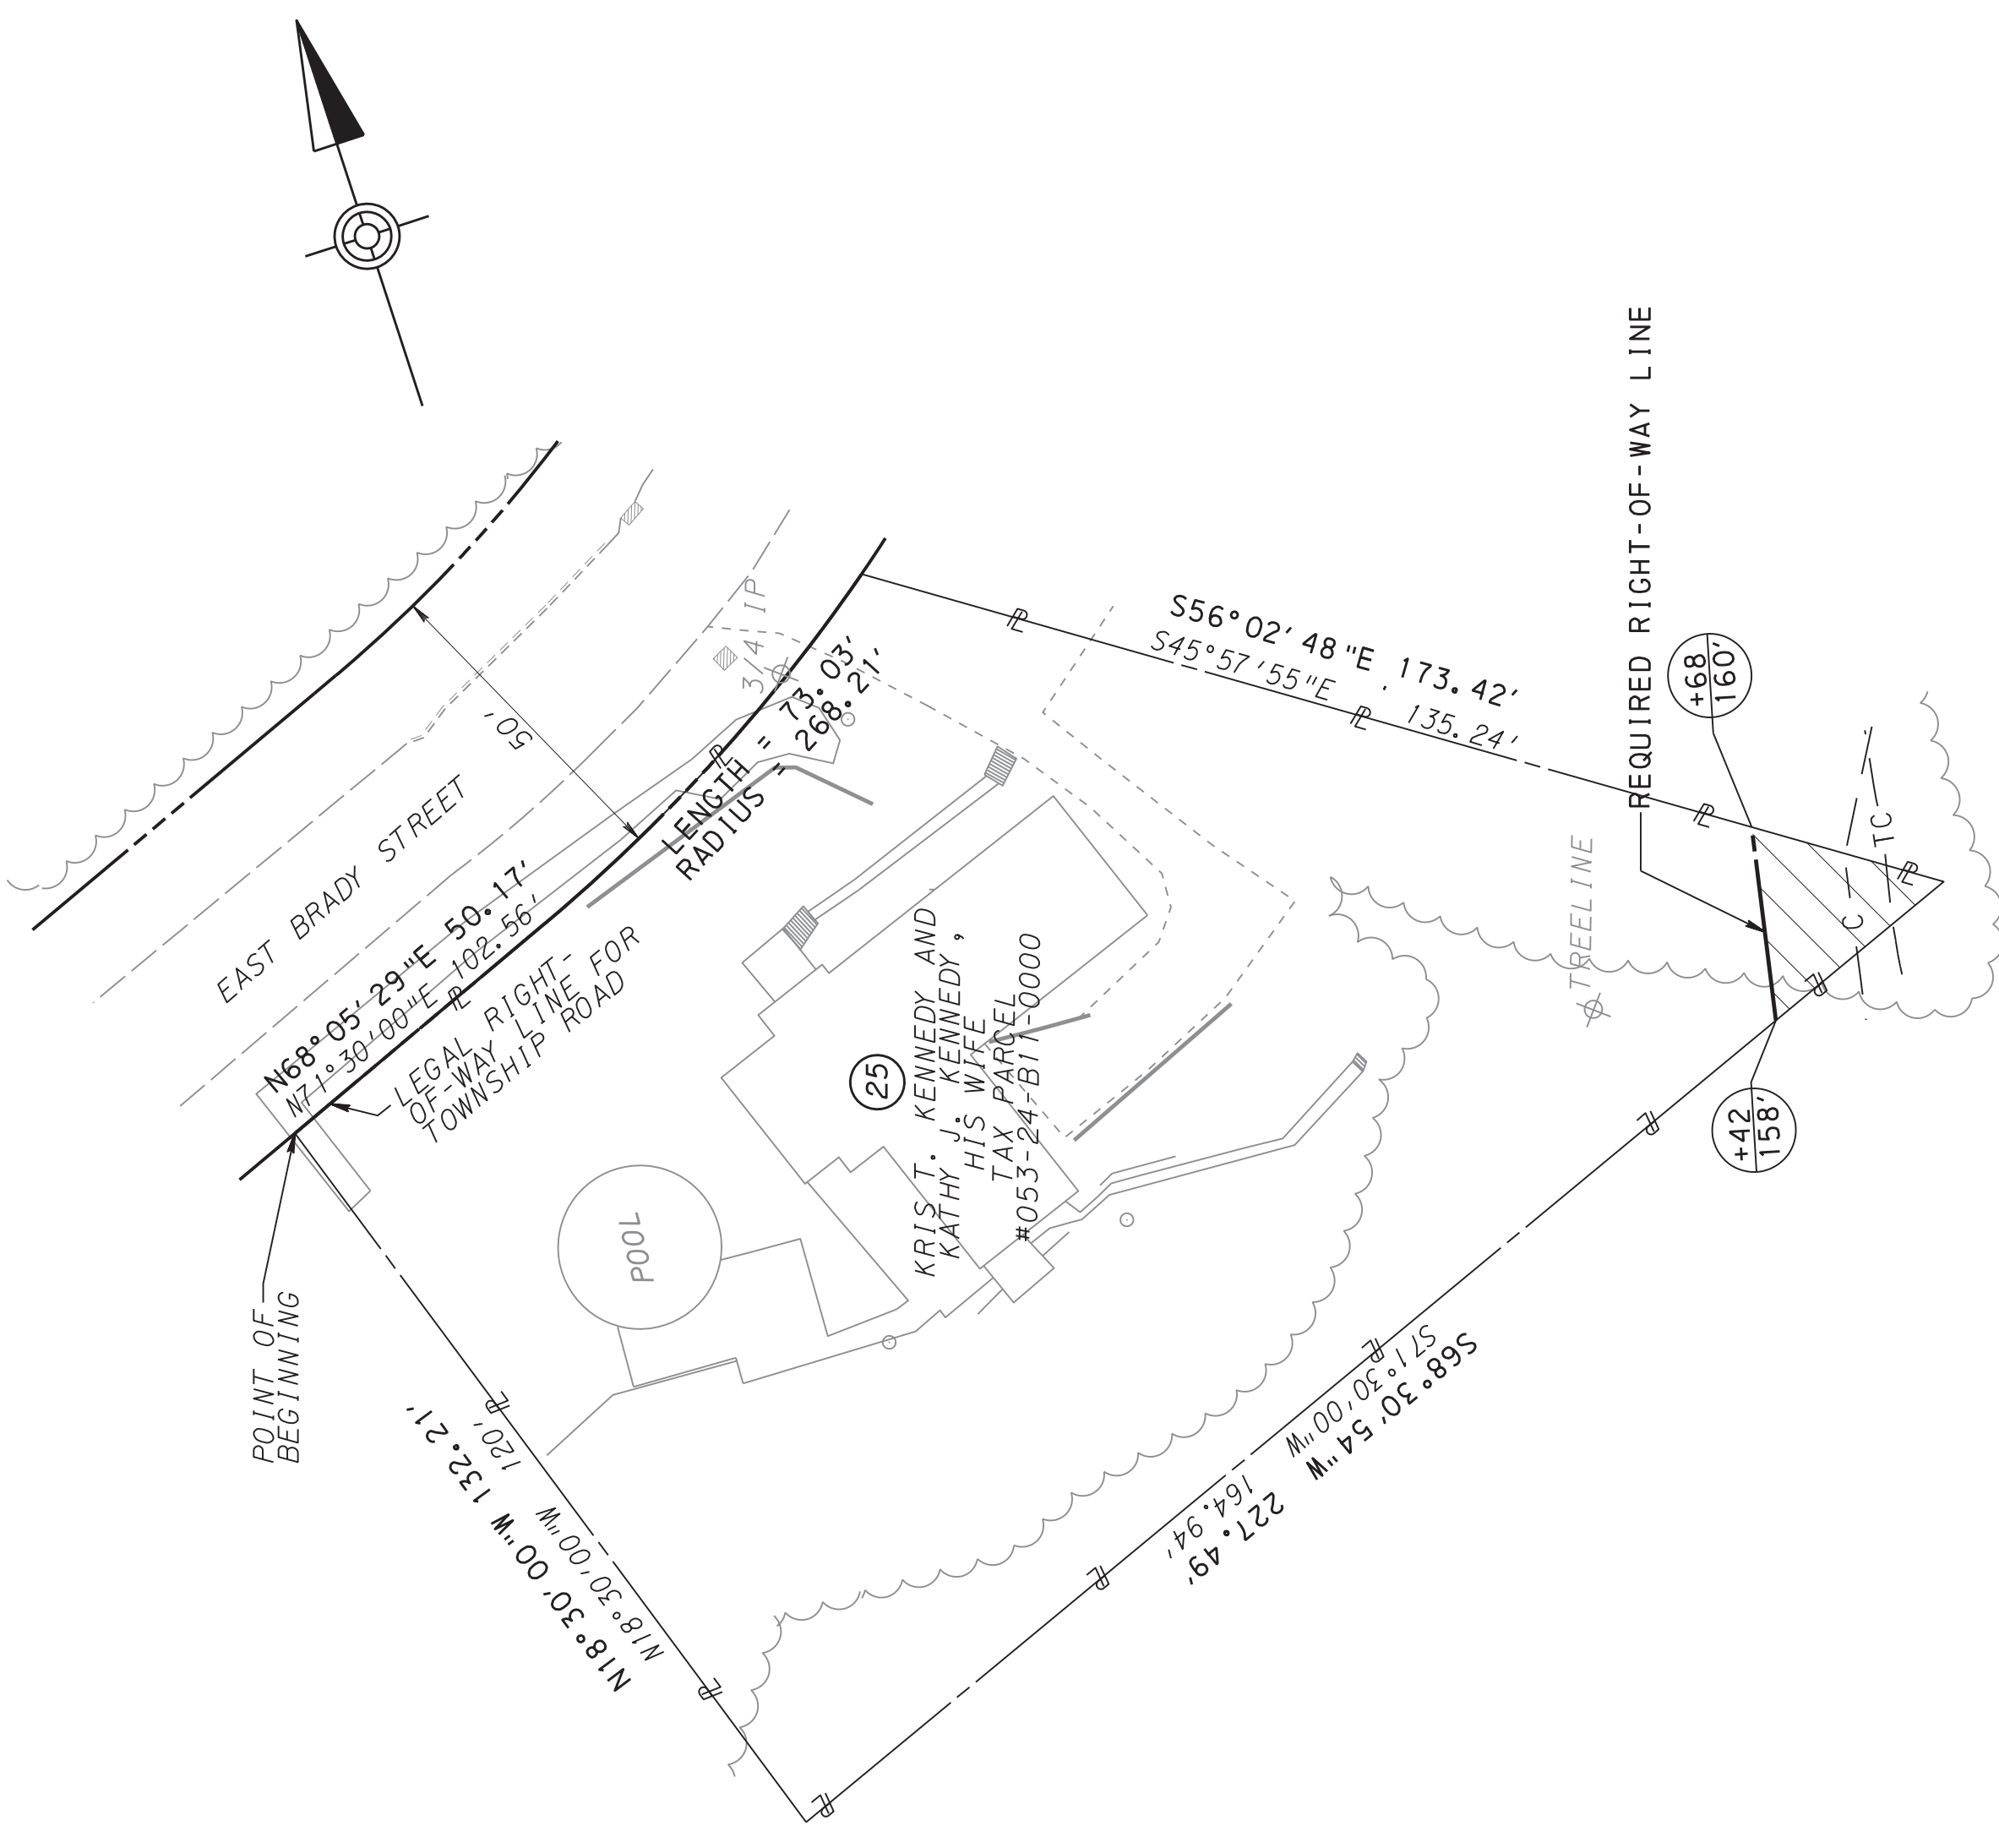 50'
3/4 IP
EAST BRADY STREET
LENGTH = 73.03'
RADIUS = 268.21'
S56°02'48"E 173.42'
S45°57'55"E 135.24'
REQUIRED RIGHT-OF-WAY LINE
+68
160'
N68°05'29"E 50.17'
N71°30'00"E 102.56'
LEGAL RIGHT-
OF-WAY LINE FOR
TOWNSHIP ROAD
TREELINE
C
TC
25
KRIS T. KENNEDY AND
KATHY J. KENNEDY,
HIS WIFE
TAX PARCEL
#053-24-B11-0000
+42
158'
POOL
POINT OF
BEGINNING
N18°30'00"W 132.21'
N18°30'00"W 120'
S71°30'00"W 164.94'
S68°30'54"W 227.49'